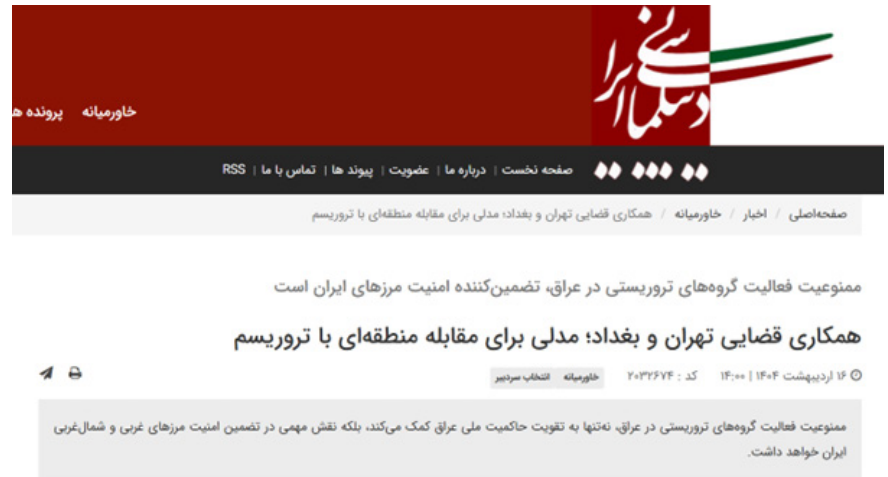 دیپلماسی ایرانی
خاورمیانه پرونده ه
صفحه نخست | درباره ما | عضویت | پیوند ها | تماس با ما | RSS
صفحه‌اصلی / اخبار / خاورمیانه / همکاری قضایی تهران و بغداد؛ مدلی برای مقابله منطقه‌ای با تروریسم
ممنوعیت فعالیت گروه‌های تروریستی در عراق، تضمین‌کننده امنیت مرزهای ایران است
همکاری قضایی تهران و بغداد؛ مدلی برای مقابله منطقه‌ای با تروریسم
۱۶ اردیبهشت ۱۴۰۴ | ۱۴:۰۰ کد : ۲۰۳۲۶۷۴ خاورمیانه انتخاب سردبیر
ممنوعیت فعالیت گروه‌های تروریستی در عراق، نه‌تنها به تقویت حاکمیت ملی عراق کمک می‌کند، بلکه نقش مهمی در تضمین امنیت مرزهای غربی و شمال‌غربی
ایران خواهد داشت.